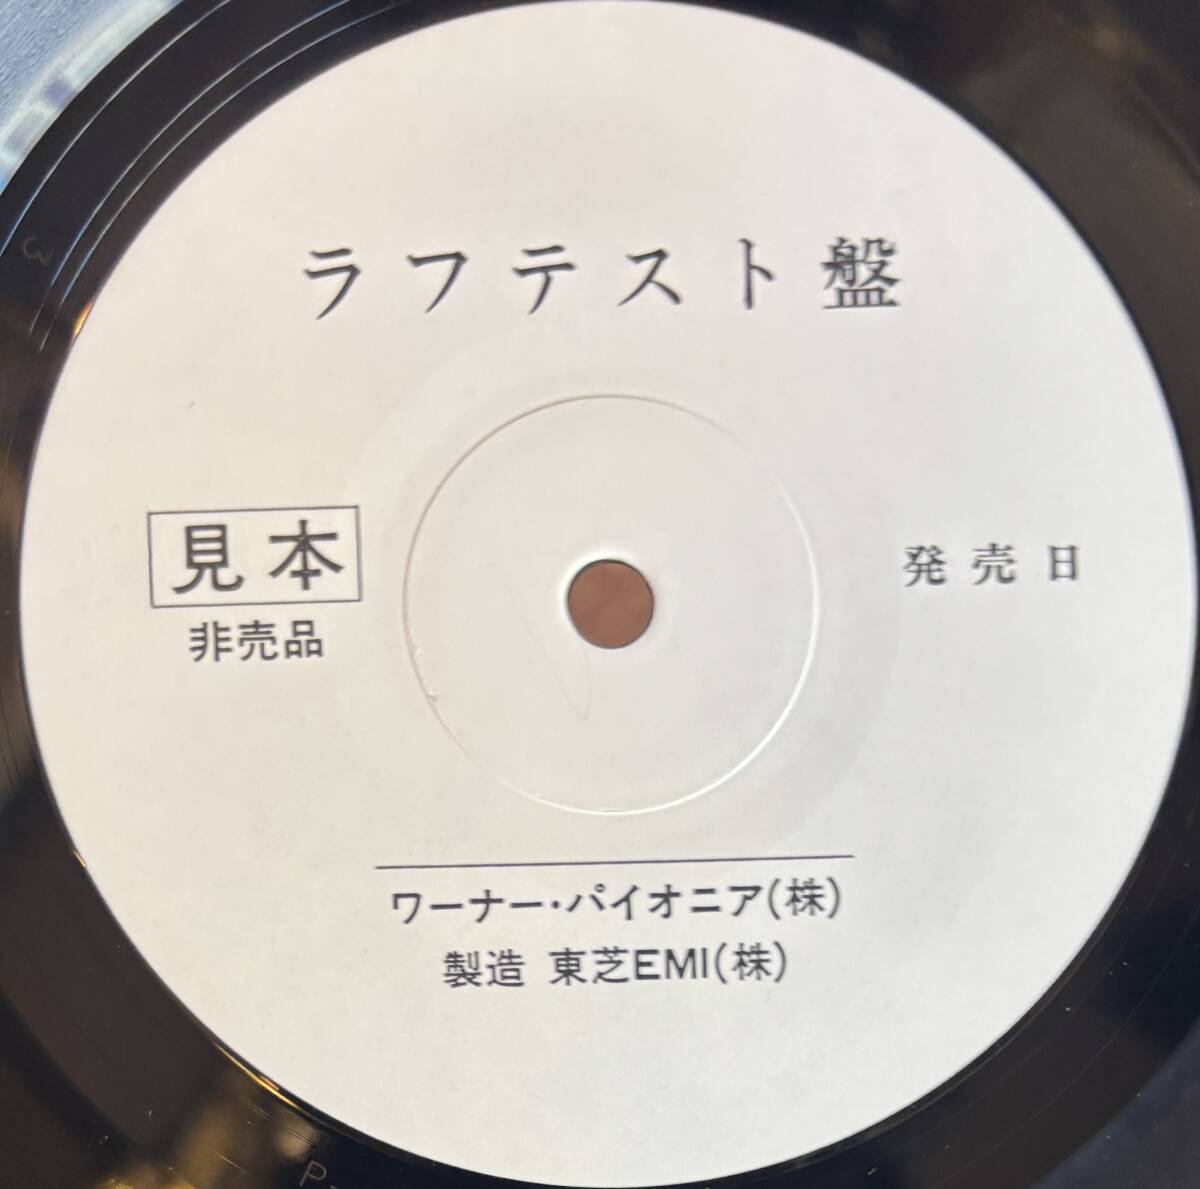 ラフテスト盤
見本
非売品
発売日
ワーナー・パイオニア(株)
製造 東芝EMI(株)